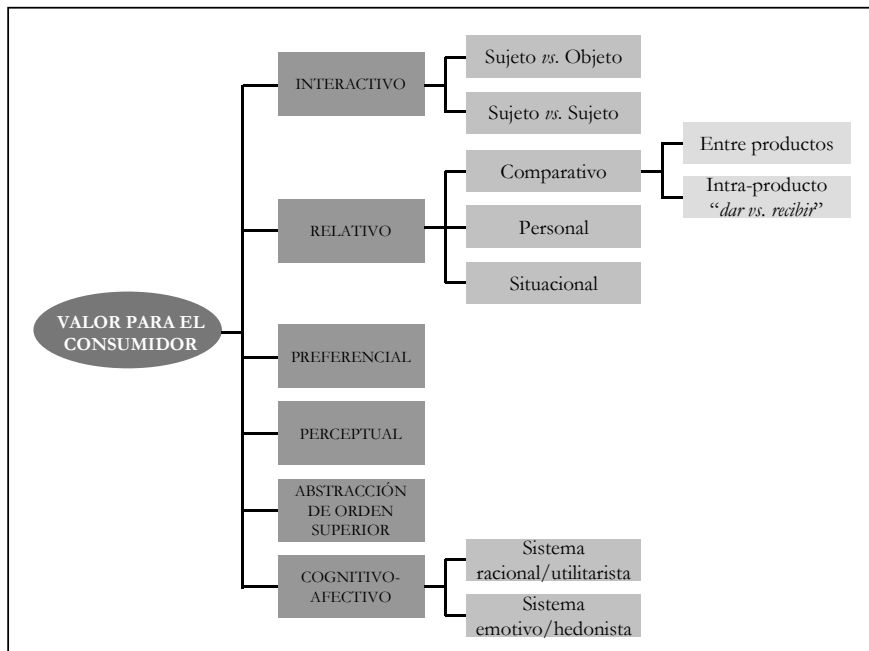 VALOR PARA EL
CONSUMIDOR
INTERACTIVO
Sujeto vs. Objeto
Sujeto vs. Sujeto
RELATIVO
Comparativo
Entre productos
Intra-producto
“dar vs. recibir”
Personal
Situacional
PREFERENCIAL
PERCEPTUAL
ABSTRACCIÓN
DE ORDEN
SUPERIOR
COGNITIVO-
AFECTIVO
Sistema
racional/utilitarista
Sistema
emotivo/hedonista